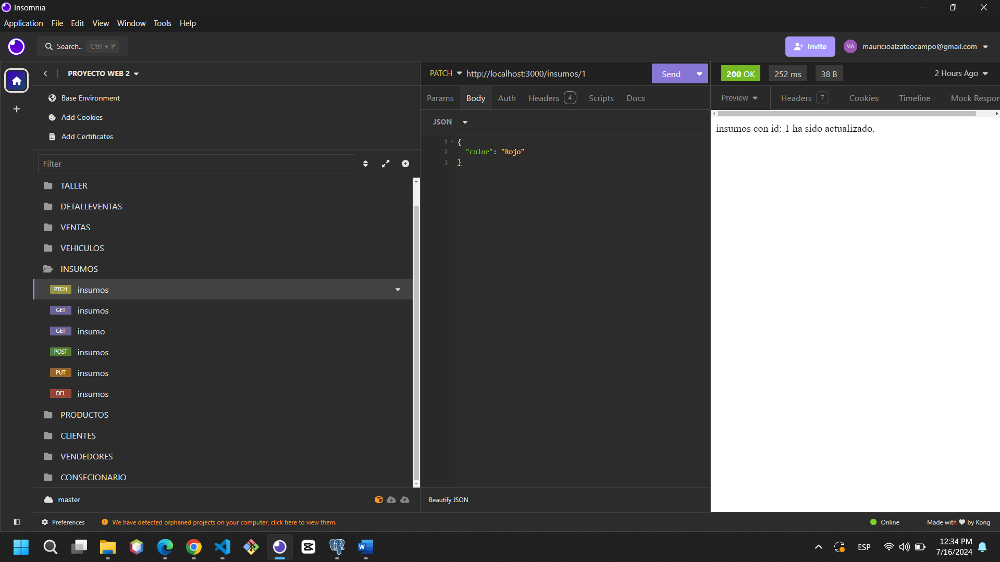 Insomnia
Application File Edit View Window Tools Help
Search.. Ctrl + P
Invite
MA mauricioalzateocampo@gmail.com
PROYECTO WEB 2
Base Environment
Add Cookies
Add Certificates
Filter
TALLER
DETALLEVENTAS
VENTAS
VEHICULOS
INSUMOS
PTCH insumos
GET insumos
GET insumo
POST insumos
PUT insumos
DEL insumos
PRODUCTOS
CLIENTES
VENDEDORES
CONSECIONARIO
master
PATCH http://localhost:3000/insumos/1 Send
Params Body Auth Headers 4 Scripts Docs
JSON
1 {
2 "color": "Rojo"
3 }
Beautify JSON
200 OK 252 ms 38 B 2 Hours Ago
Preview Headers 7 Cookies Timeline Mock Respor
insumos con id: 1 ha sido actualizado.
Preferences We have detected orphaned projects on your computer, click here to view them.
Online Made with by Kong
ESP
12:34 PM
7/16/2024